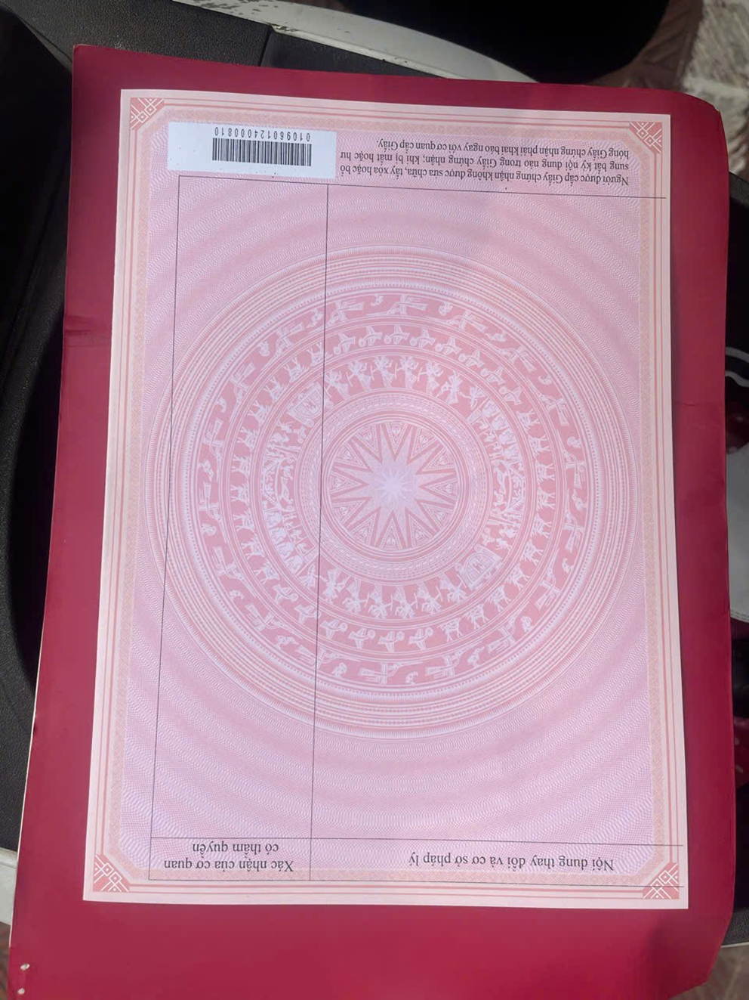 Nội dung thay đổi và cơ sở pháp lý
Xác nhận của cơ quan
có thẩm quyền
Người được cấp Giấy chứng nhận không được sửa chữa, tẩy xóa hoặc bổ
sung bất kỳ nội dung nào trong Giấy chứng nhận; khi bị mất hoặc hư
hỏng Giấy chứng nhận phải khai báo ngay với cơ quan cấp Giấy.
010960124000810